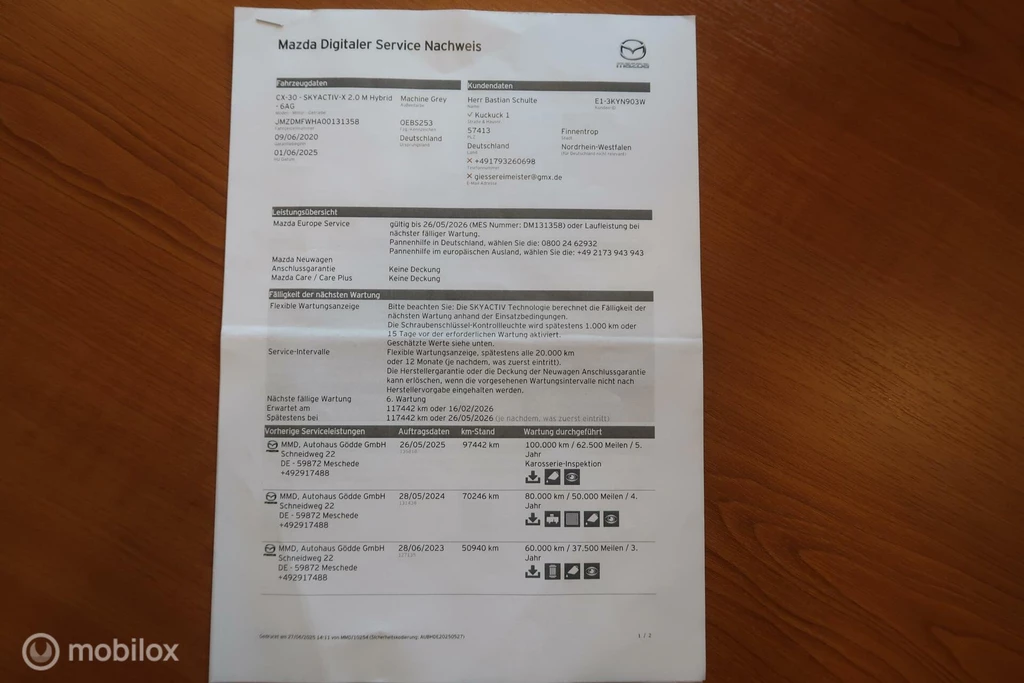 Mazda Digitaler Service Nachweis
mazda
Fahrzeugdaten
Kundendaten
CX-30 - SKYACTIV-X 2.0 M Hybrid
- 6AG
Machine Grey
Herr Bastian Schulte
E1-3KYN903W
JMZDMFWHA00131358
OEBS253
Kuckuck 1
09/06/2020
Deutschland
57413
Finnentrop
01/06/2025
Deutschland
Nordrhein-Westfalen
+491793260698
giessereimeister@gmx.de
Leistungsübersicht
Mazda Europe Service
gültig bis 26/05/2026 (MES Nummer: DM131358) oder Laufleistung bei
nächster fälliger Wartung.
Pannenhilfe in Deutschland, wählen Sie die: 0800 24 62932
Pannenhilfe im europäischen Ausland, wählen Sie die: +49 2173 943 943
Mazda Neuwagen
Anschlussgarantie
Keine Deckung
Mazda Care / Care Plus
Keine Deckung
Fälligkeit der nächsten Wartung
Flexible Wartungsanzeige
Bitte beachten Sie: Die SKYACTIV Technologie berechnet die Fälligkeit der
nächsten Wartung anhand der Einsatzbedingungen.
Die Schraubenschlüssel-Kontrollleuchte wird spätestens 1.000 km oder
15 Tage vor der erforderlichen Wartung aktiviert.
Geschätzte Werte siehe unten.
Service-Intervalle
Flexible Wartungsanzeige, spätestens alle 20.000 km
oder 12 Monate (je nachdem, was zuerst eintritt).
Die Herstellergarantie oder die Deckung der Neuwagen Anschlussgarantie
kann erlöschen, wenn die vorgesehenen Wartungsintervalle nicht nach
Herstellervorgabe eingehalten werden.
Nächste fällige Wartung
6. Wartung
Erwartet am
117442 km oder 16/02/2026
Spätestens bei
117442 km oder 26/05/2026 (je nachdem, was zuerst eintritt)
Vorherige Serviceleistungen
Auftragsdaten
km-Stand
Wartung durchgeführt
MMD, Autohaus Gödde GmbH
Schneidweg 22
DE - 59872 Meschede
+492917488
26/05/2025
97442 km
100.000 km / 62.500 Meilen / 5.
Jahr
Karosserie-Inspektion
MMD, Autohaus Gödde GmbH
Schneidweg 22
DE - 59872 Meschede
+492917488
28/05/2024
70246 km
80.000 km / 50.000 Meilen / 4.
Jahr
MMD, Autohaus Gödde GmbH
Schneidweg 22
DE - 59872 Meschede
+492917488
28/06/2023
50940 km
60.000 km / 37.500 Meilen / 3.
Jahr
1 / 2
mobilox